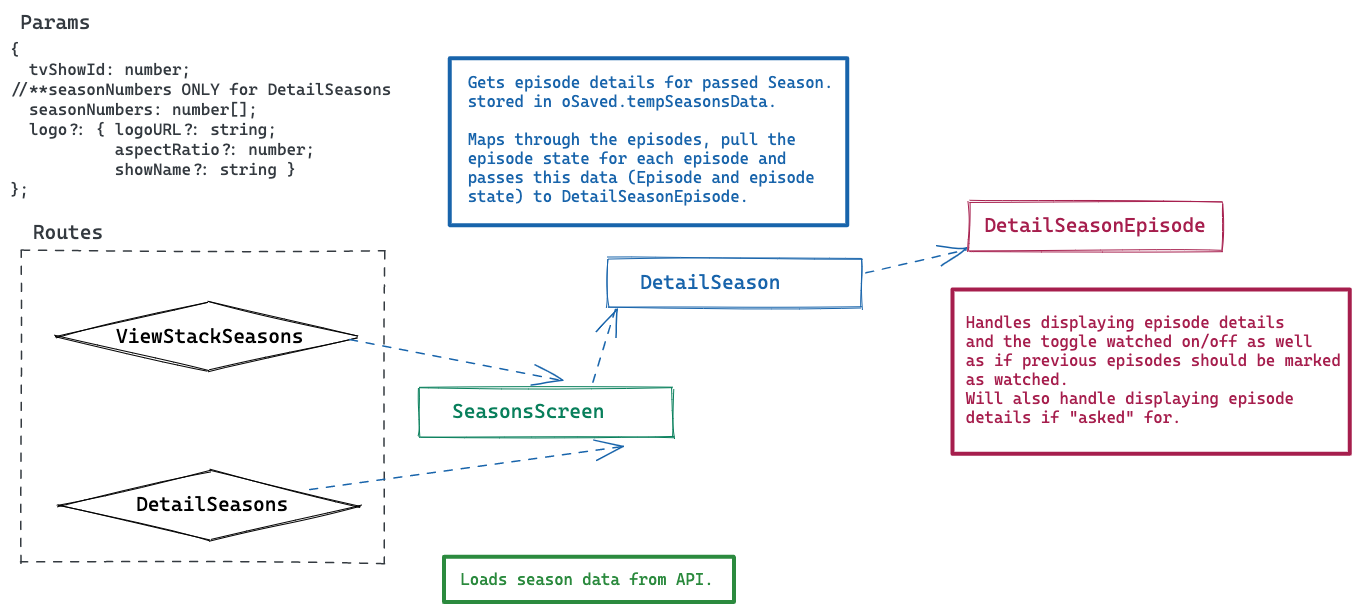 Params
{
  tvShowId: number;
//**seasonNumbers ONLY for DetailSeasons
  seasonNumbers: number[];
  logo?: { logoURL?: string;
           aspectRatio?: number;
           showName?: string }
};
Routes
ViewStackSeasons
DetailSeasons
Gets episode details for passed Season.
stored in oSaved.tempSeasonsData.

Maps through the episodes, pull the
episode state for each episode and
passes this data (Episode and episode
state) to DetailSeasonEpisode.
DetailSeason
SeasonsScreen
Loads season data from API.
DetailSeasonEpisode
Handles displaying episode details
and the toggle watched on/off as well
as if previous episodes should be marked
as watched.
Will also handle displaying episode
details if "asked" for.